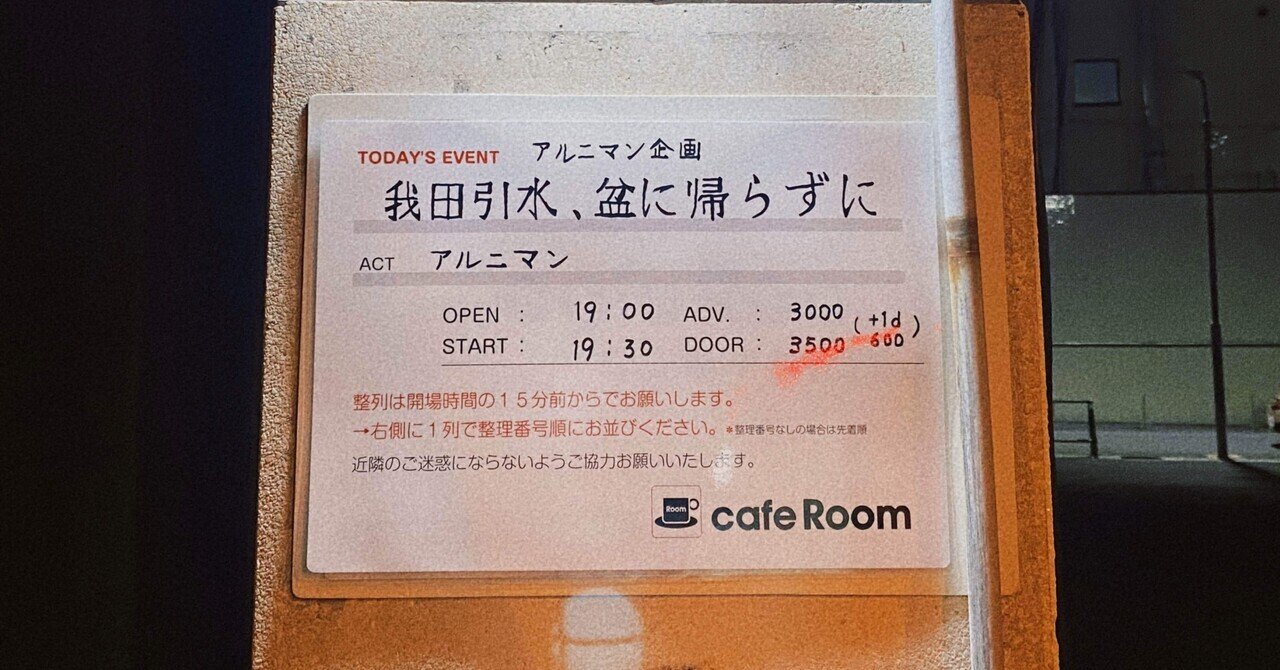 TODAY'S EVENT アルニマン企画
我田引水、盆に帰らずに
ACT アルニマン
OPEN : 19:00 ADV. : 3000 (+1d)
START : 19:30 DOOR : 3500 600
整列は開場時間の15分前からでお願いします。
→右側に1列で整理番号順にお並びください。*整理番号なしの場合は先着順
近隣のご迷惑にならないようご協力お願いいたします。
Room cafe Room